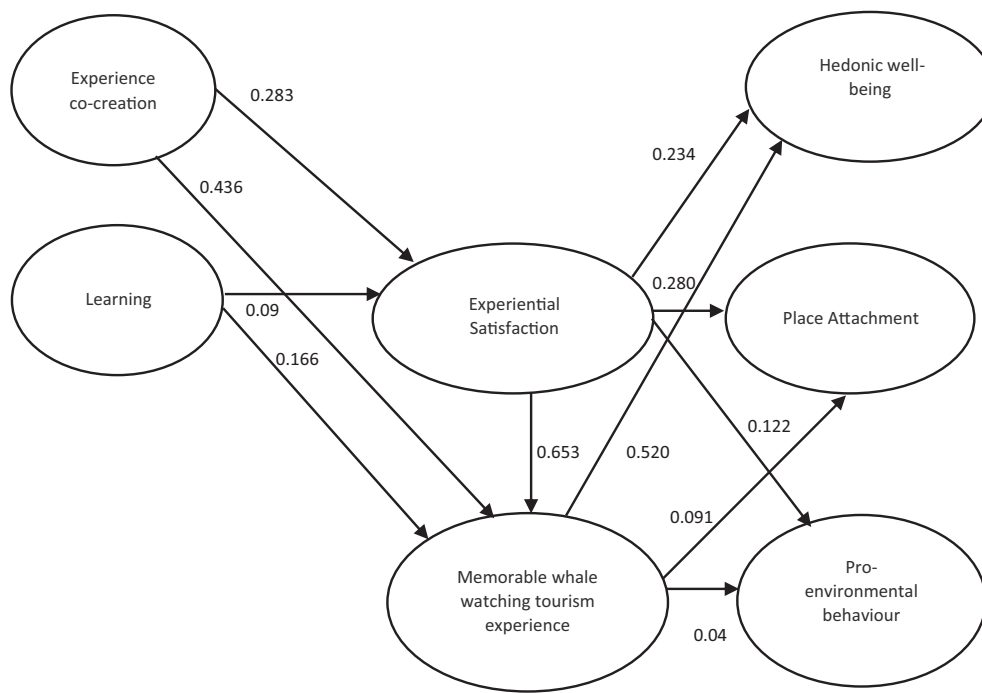 Experience
co-creation
0.283
Hedonic well-
being
0.234
0.436
Learning
0.09
0.166
Experiential
Satisfaction
0.280
Place Attachment
0.122
0.653
0.520
0.091
Memorable whale
watching tourism
experience
0.04
Pro-
environmental
behaviour